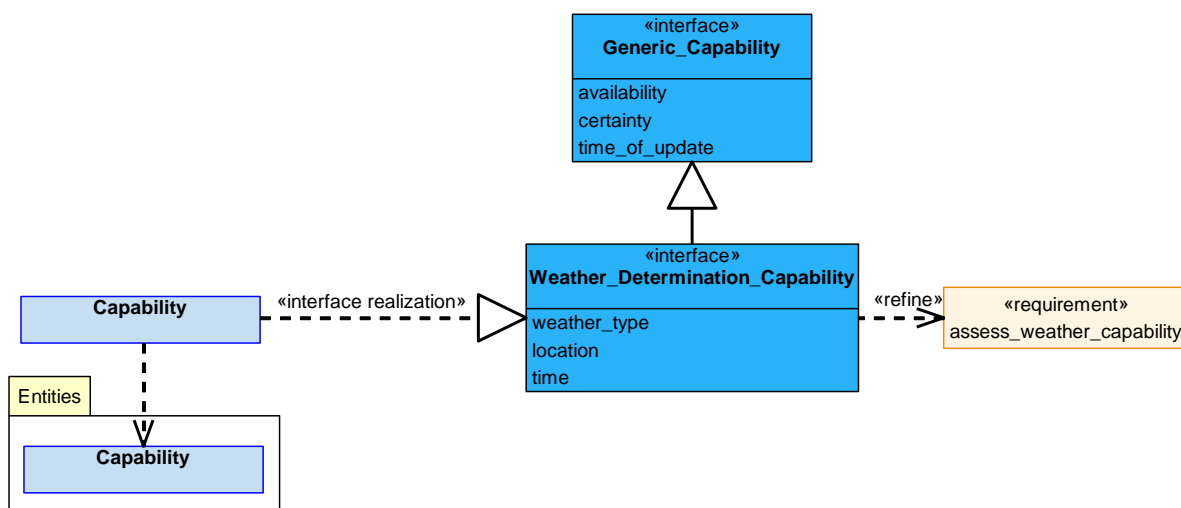 «interface»
Generic_Capability
availability
certainty
time_of_update
«interface»
Weather_Determination_Capability
weather_type
location
time
Capability
«interface realization»
«refine»
«requirement»
assess_weather_capability
Entities
Capability